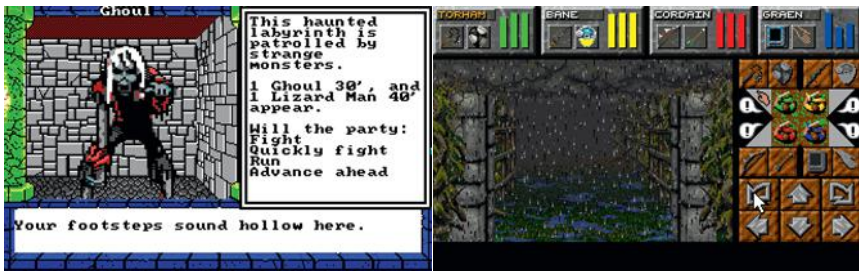 Ghoul
This haunted
labyrinth is
patrolled by
strange
monsters.
1 Ghoul 30', and
1 Lizard Man 40'
appear.
Will the party:
Fight
Quickly fight
Run
Advance ahead
Your footsteps sound hollow here.
TORHAM
BANE
CORDAIN
GRAEN